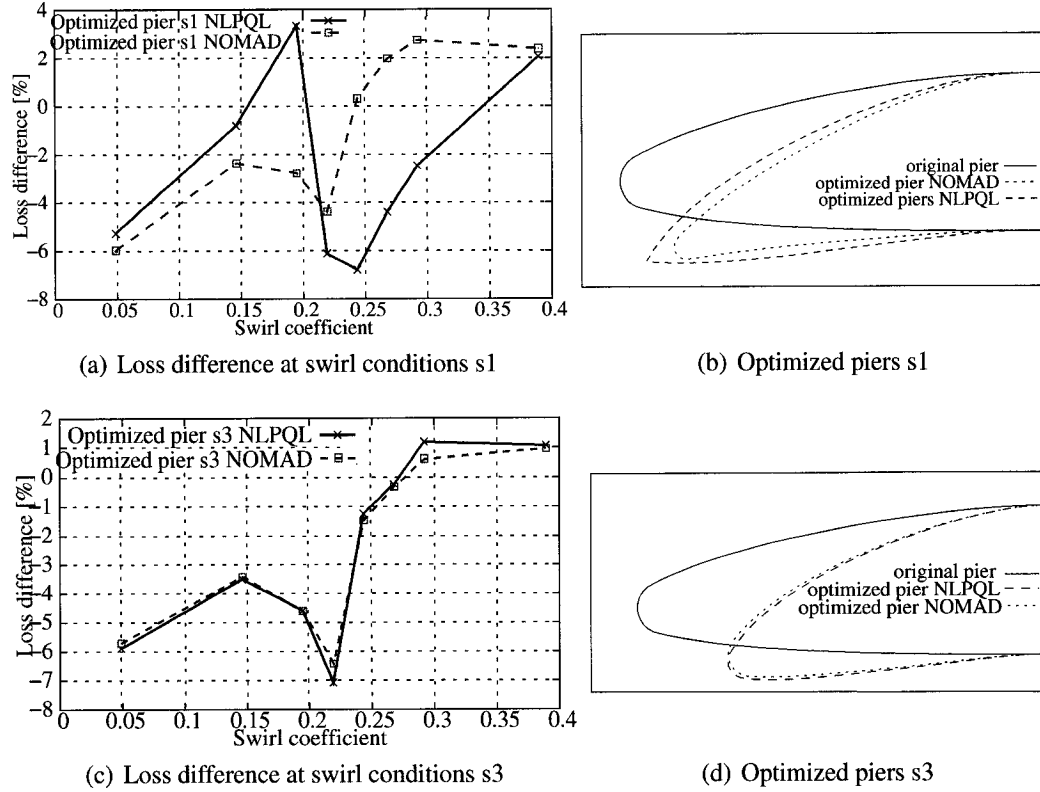 4
2
0
−2
−4
−6
−8
Loss difference [%]
Optimized pier s1 NLPQL
Optimized pier s1 NOMAD
0 0.05 0.1 0.15 0.2 0.25 0.3 0.35 0.4
Swirl coefficient
(a) Loss difference at swirl conditions s1
original pier
optimized pier NOMAD
optimized piers NLPQL
(b) Optimized piers s1
2
1
0
−1
−2
−3
−4
−5
−6
−7
−8
Loss difference [%]
Optimized pier s3 NLPQL
Optimized pier s3 NOMAD
0 0.05 0.1 0.15 0.2 0.25 0.3 0.35 0.4
Swirl coefficient
(c) Loss difference at swirl conditions s3
original pier
optimized pier NLPQL
optimized pier NOMAD
(d) Optimized piers s3